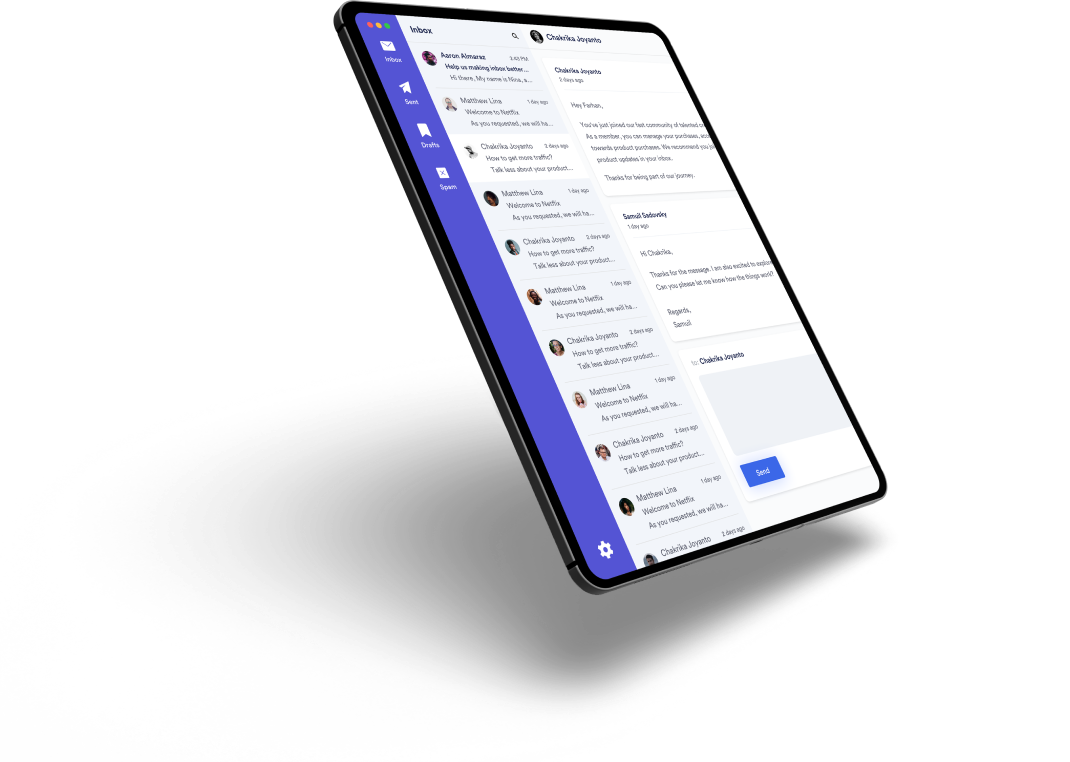 Inbox
Sent
Drafts
Spam
Inbox
Aaron Almaraz 3:43 PM
Help us making inbox better ...
Hi there, My name is Nina, a...
Matthew Lina 1 day ago
Welcome to Netflix
As you requested, we will ha...
Chakrika Joyanto 2 days ago
How to get more traffic?
Talk less about your product...
Matthew Lina 1 day ago
Welcome to Netflix
As you requested, we will ha...
Chakrika Joyanto 2 days ago
How to get more traffic?
Talk less about your product...
Matthew Lina 1 day ago
Welcome to Netflix
As you requested, we will ha...
Chakrika Joyanto 2 days ago
How to get more traffic?
Talk less about your product...
Matthew Lina 1 day ago
Welcome to Netflix
As you requested, we will ha...
Chakrika Joyanto 2 days ago
How to get more traffic?
Talk less about your product...
Matthew Lina 1 day ago
Welcome to Netflix
As you requested, we will ha...
Chakrika Joyanto 2 days ago
Chakrika Joyanto
Chakrika Joyanto
2 days ago
Hey Farhan,
You've just joined our fast community of talented
As a member, you can manage your purchases,
towards product purchases. We recommend you
product updates in your inbox.
Thanks for being part of our journey.
Samuil Sadovsky
1 day ago
Hi Chakrika,
Thanks for the message. I am also excited to
Can you please let me know how the things work?
Regards,
Samuil
to: Chakrika Joyanto
Send